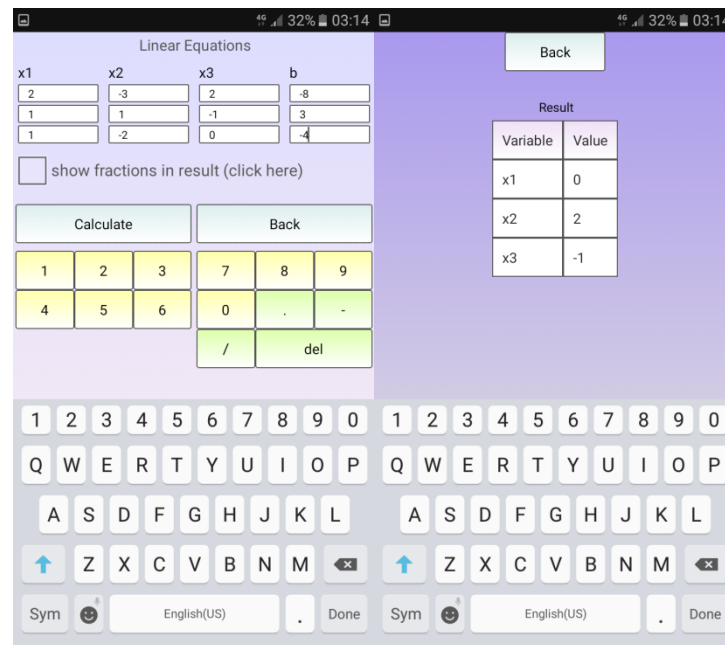 4G 32% 03:14
Linear Equations
x1 x2 x3 b
2 -3 2 -8
1 1 -1 3
1 -2 0 -4
show fractions in result (click here)
Calculate Back
1 2 3 7 8 9
4 5 6 0 . -
/ del
1 2 3 4 5 6 7 8 9 0
Q W E R T Y U I O P
A S D F G H J K L
Z X C V B N M
Sym English(US) . Done
4G 32% 03:14
Back
Result
Variable Value
x1 0
x2 2
x3 -1
1 2 3 4 5 6 7 8 9 0
Q W E R T Y U I O P
A S D F G H J K L
Z X C V B N M
Sym English(US) . Done